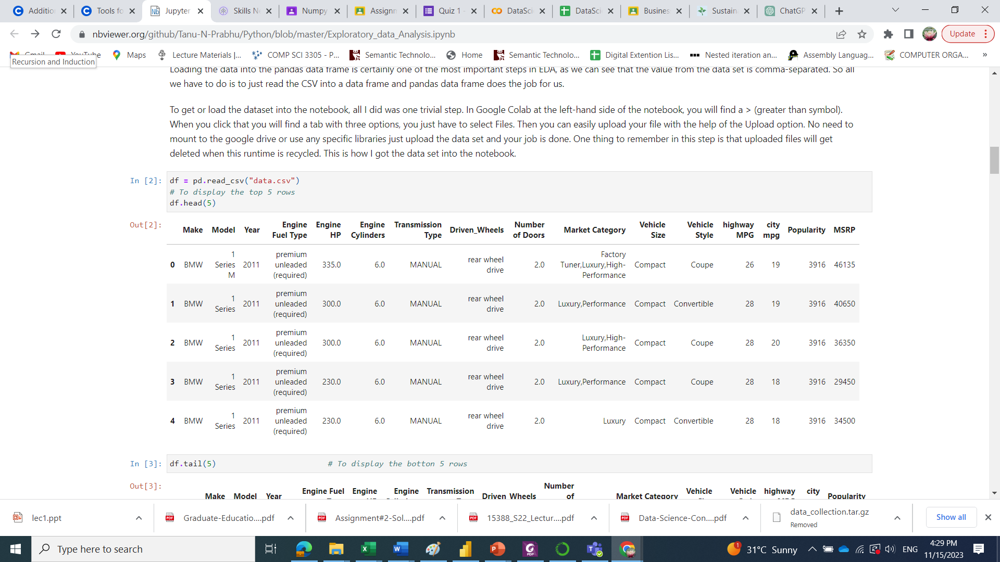 Additio
Tools fo
Jupyter
Skills N
Numpy
Assignm
Quiz 1 -
DataSci
DataSci
Busines
Sustain
ChatGP
nbviewer.org/github/Tanu-N-Prabhu/Python/blob/master/Exploratory_data_Analysis.ipynb
Update
Gmail
YouTube
Maps
Lecture Materials |...
COMP SCI 3305 - P...
Semantic Technolo...
Home
Semantic Technolo...
Digital Extention Lis...
Nested iteration an...
Assembly Languag...
COMPUTER ORGA...
»
Recursion and Induction
Loading the data into the pandas data frame is certainly one of the most important steps in EDA, as we can see that the value from the data set is comma-separated. So all
we have to do is to just read the CSV into a data frame and pandas data frame does the job for us.
To get or load the dataset into the notebook, all I did was one trivial step. In Google Colab at the left-hand side of the notebook, you will find a > (greater than symbol).
When you click that you will find a tab with three options, you just have to select Files. Then you can easily upload your file with the help of the Upload option. No need to
mount to the google drive or use any specific libraries just upload the data set and your job is done. One thing to remember in this step is that uploaded files will get
deleted when this runtime is recycled. This is how I got the data set into the notebook.
In [2]: df = pd.read_csv("data.csv")
# To display the top 5 rows
df.head(5)
Out[2]:
Make Model Year Engine Fuel Type Engine HP Engine Cylinders Transmission Type Driven_Wheels Number of Doors Market Category Vehicle Size Vehicle Style highway MPG city mpg Popularity MSRP
0 BMW 1 Series M 2011 premium unleaded (required) 335.0 6.0 MANUAL rear wheel drive 2.0 Factory Tuner,Luxury,High-Performance Compact Coupe 26 19 3916 46135
1 BMW 1 Series 2011 premium unleaded (required) 300.0 6.0 MANUAL rear wheel drive 2.0 Luxury,Performance Compact Convertible 28 19 3916 40650
2 BMW 1 Series 2011 premium unleaded (required) 300.0 6.0 MANUAL rear wheel drive 2.0 Luxury,High-Performance Compact Coupe 28 20 3916 36350
3 BMW 1 Series 2011 premium unleaded (required) 230.0 6.0 MANUAL rear wheel drive 2.0 Luxury,Performance Compact Coupe 28 18 3916 29450
4 BMW 1 Series 2011 premium unleaded (required) 230.0 6.0 MANUAL rear wheel drive 2.0 Luxury Compact Convertible 28 18 3916 34500
In [3]: df.tail(5) # To display the botton 5 rows
Out[3]:
Make Model Year Engine Fuel Engine Engine Transmission Driven Wheels Number of Market Category Vehicle Vehicle highway city Popularity
lec1.ppt
Graduate-Educatio....pdf
Assignment#2-Sol....pdf
15388_S22_Lectur....pdf
Data-Science-Con....pdf
data_collection.tar.gz
Removed
Show all
Type here to search
31°C Sunny
ENG
4:29 PM
11/15/2023